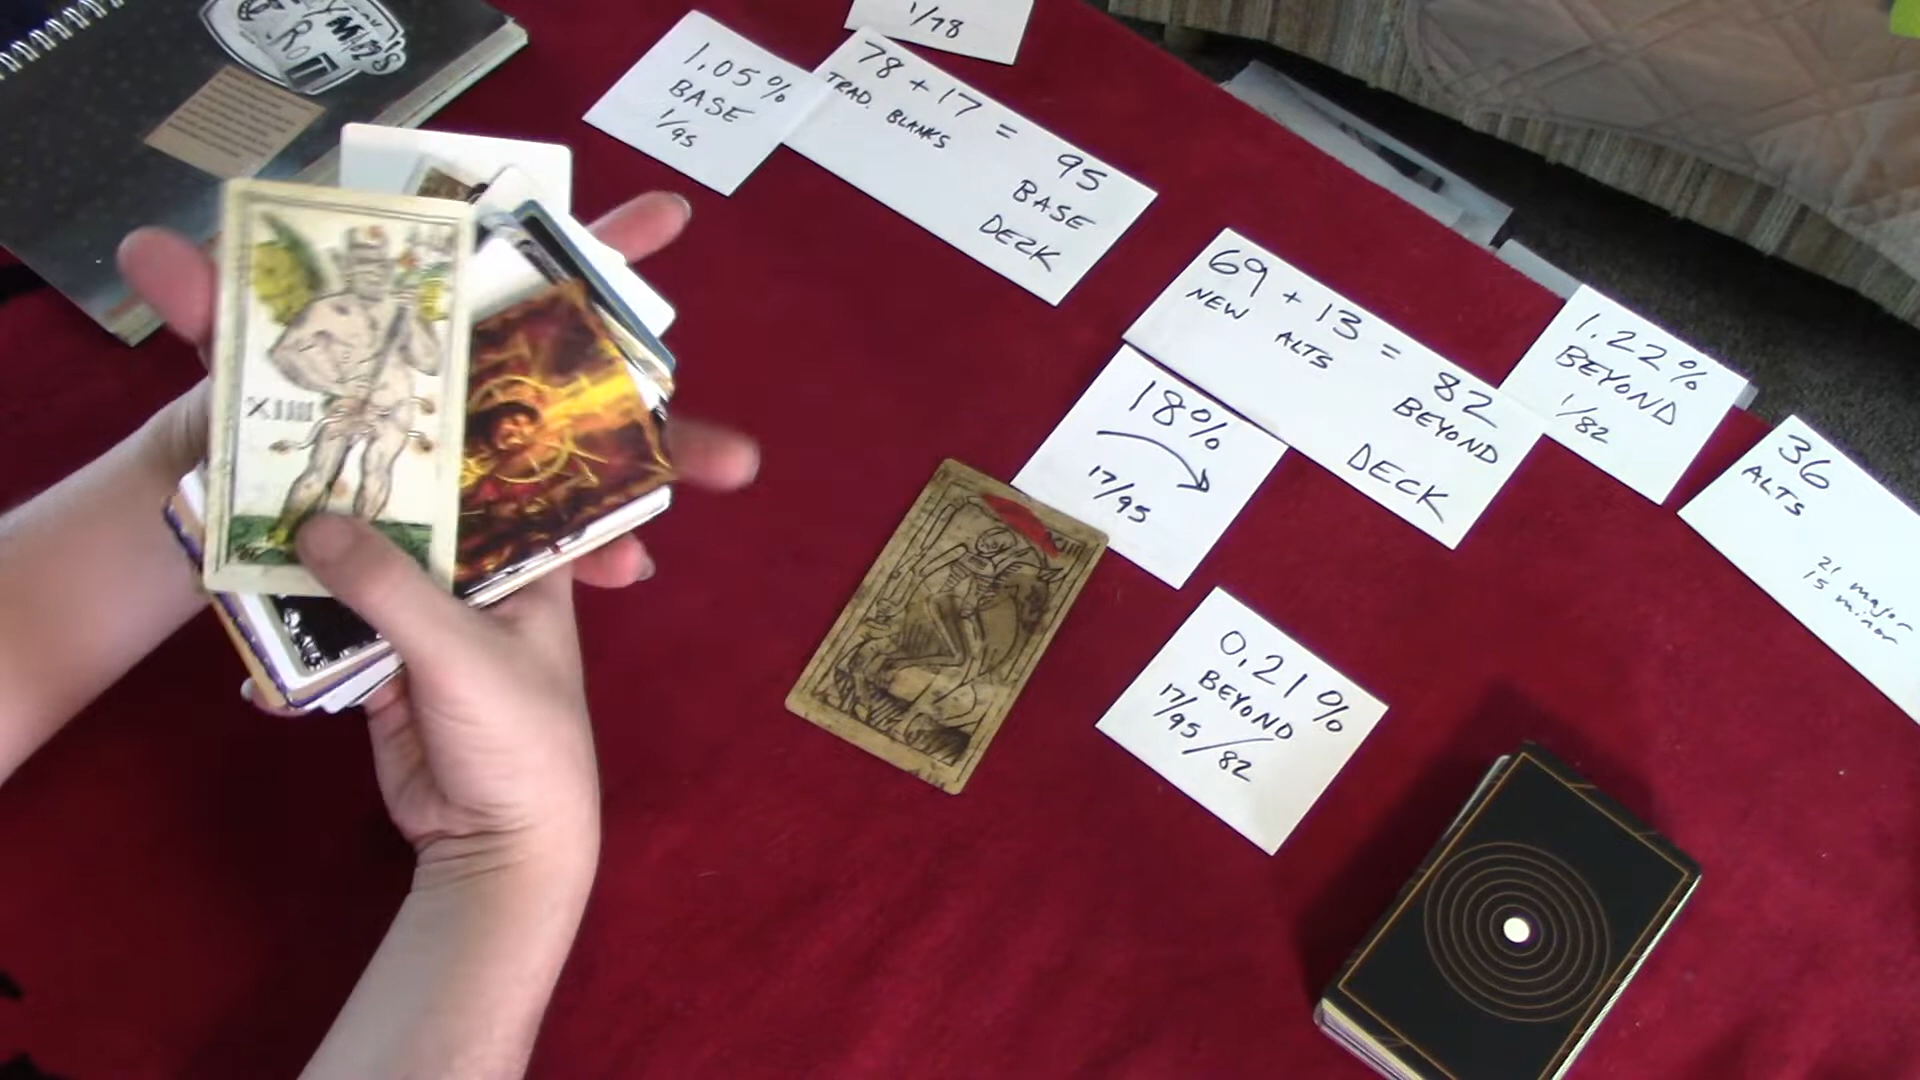 1/78
1.05%
BASE
1/95
78 + 17 =
TRAD. BLANKS
95
BASE
DECK
69 + 13 =
NEW ALTS
82
BEYOND
DECK
1.22%
BEYOND
1/82
36
ALTS
21 major
15 minor
18%
17/95
0.21%
BEYOND
17/95/82
XIIII
XIII